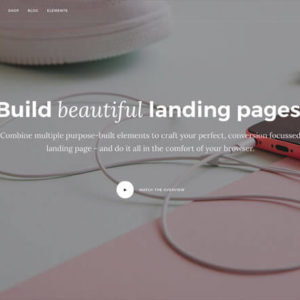 SHOP BLOG ELEMENTS
Build beautiful landing pages
Combine multiple purpose-built elements to craft your perfect, conversion focussed
landing page – and do it all in the comfort of your browser.
WATCH THE OVERVIEW